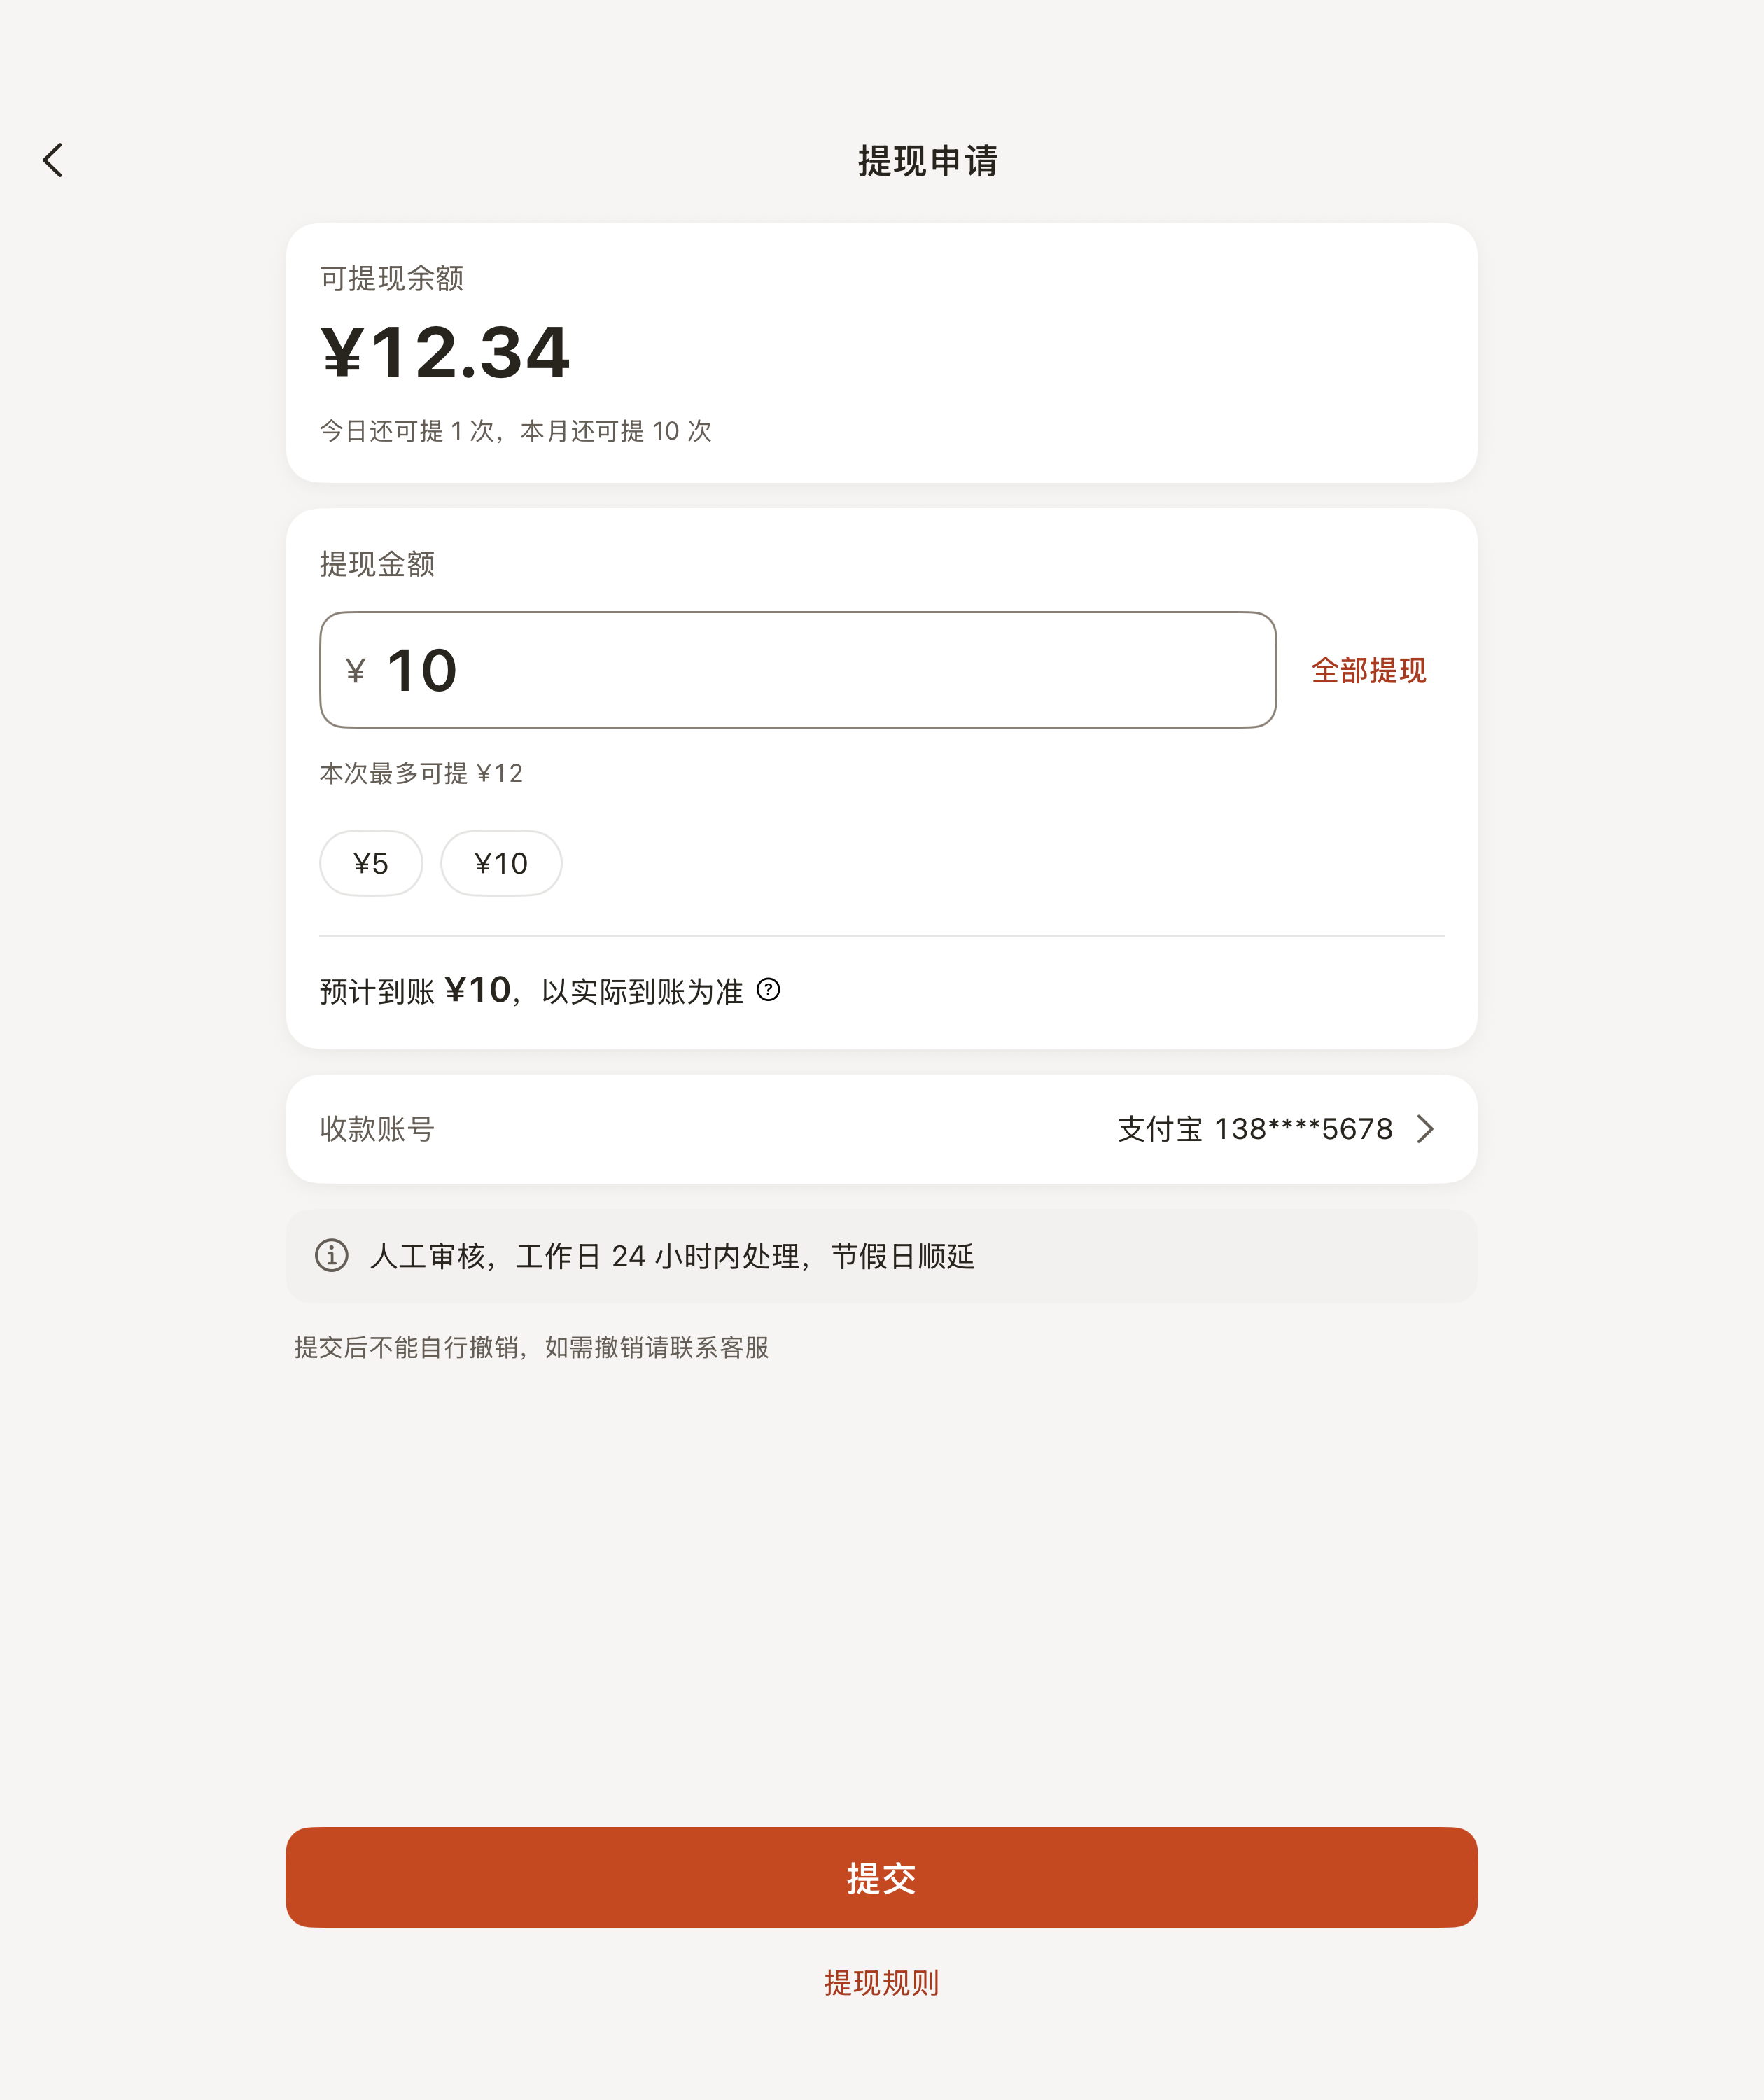 提现申请
可提现余额
¥12.34
今日还可提 1 次，本月还可提 10 次
提现金额
¥ 10
全部提现
本次最多可提 ¥12
¥5
¥10
预计到账 ¥10，以实际到账为准 ?
收款账号
支付宝 138****5678
人工审核，工作日 24 小时内处理，节假日顺延
提交后不能自行撤销，如需撤销请联系客服
提交
提现规则